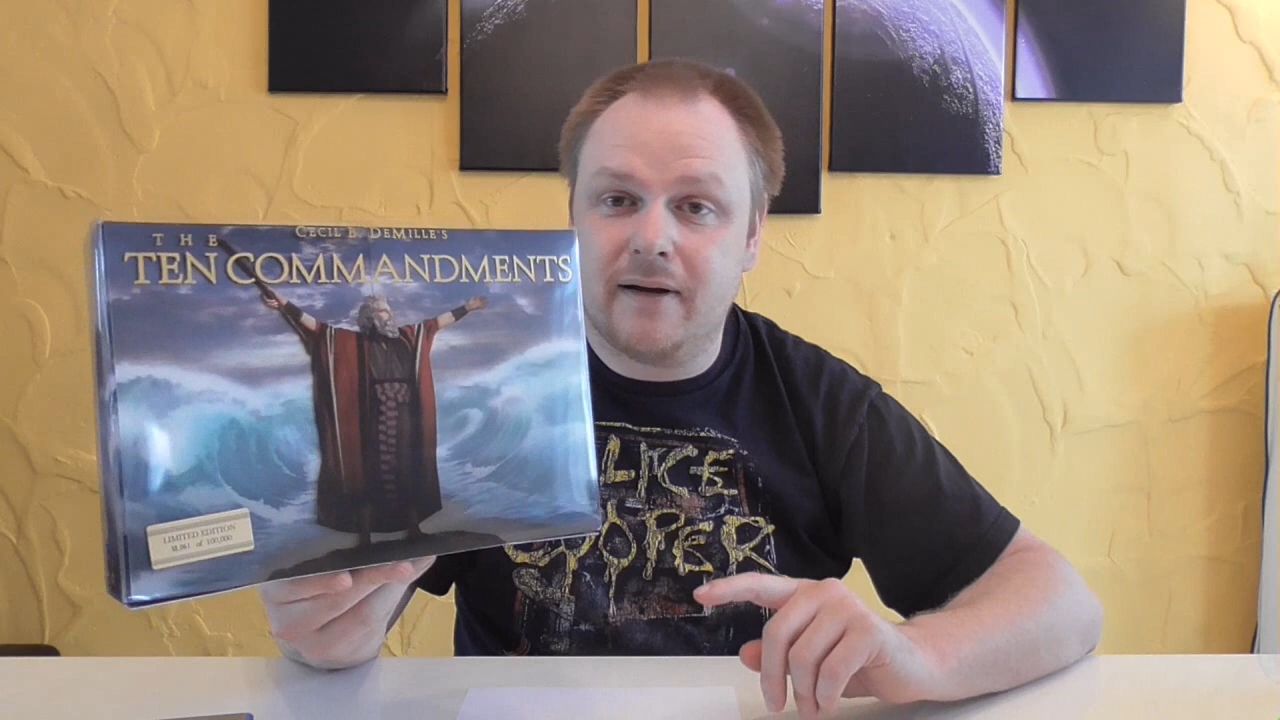 CECIL B. DEMILLE'S
THE
TEN COMMANDMENTS
LIMITED EDITION
of 100,000
ALICE
COOPER